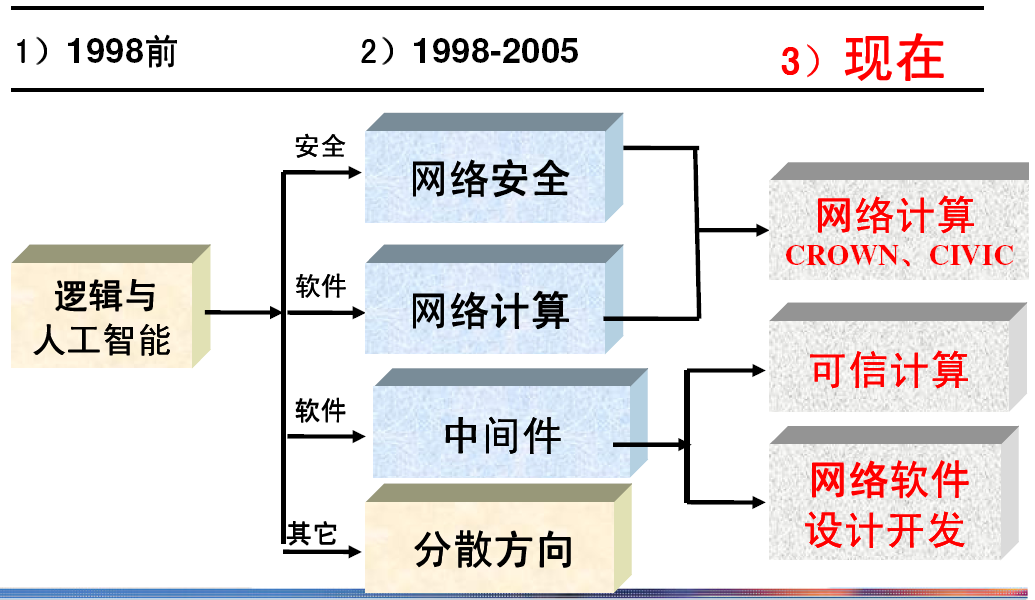 1）1998前
2）1998-2005
3）现在
安全
网络安全
网络计算
CROWN、CIVIC
逻辑与
人工智能
软件
网络计算
可信计算
软件
中间件
网络软件
设计开发
其它
分散方向